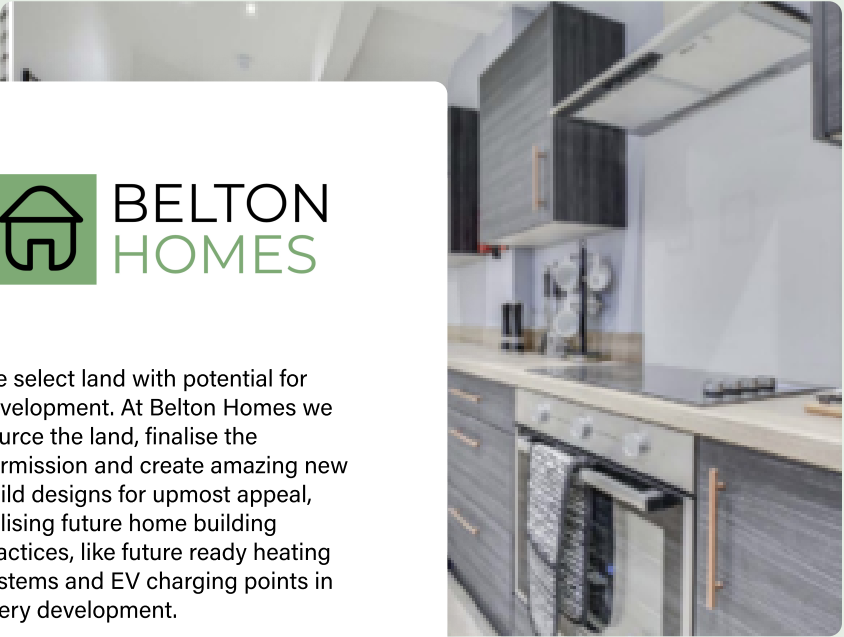 BELTON
HOMES
e select land with potential for
velopment. At Belton Homes we
urce the land, finalise the
rmission and create amazing new
ild designs for upmost appeal,
lising future home building
actices, like future ready heating
stems and EV charging points in
ery development.